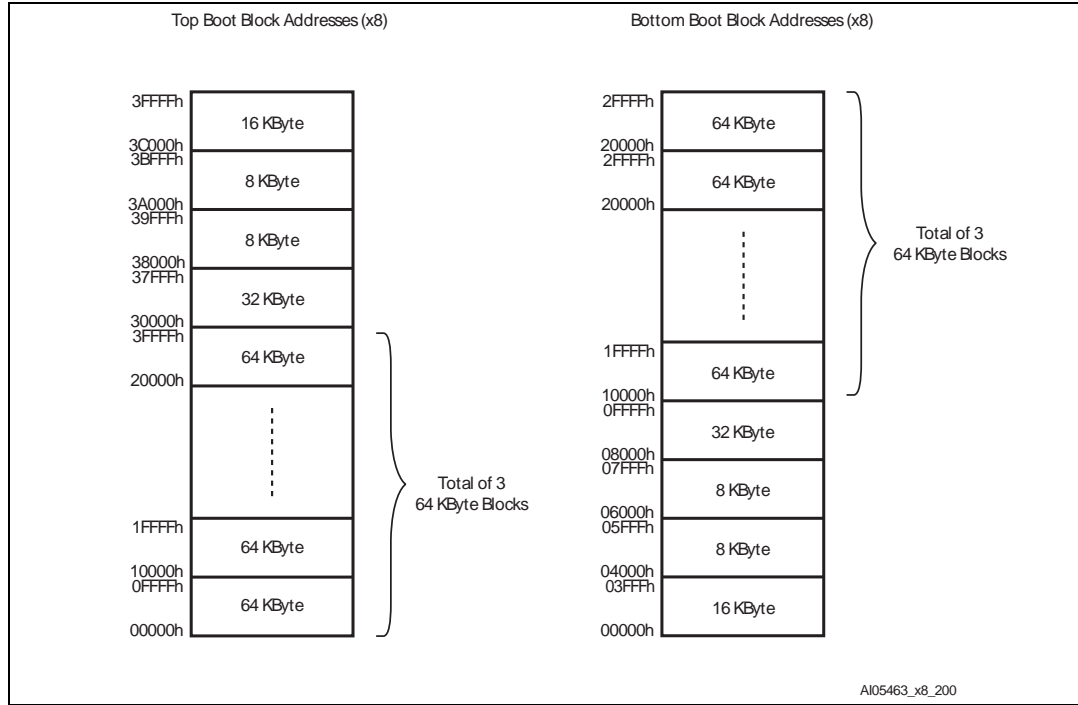 Top Boot Block Addresses (x8)
3FFFFh
16 KByte
3C000h
3BFFFh
8 KByte
3A000h
39FFFh
8 KByte
38000h
37FFFh
32 KByte
30000h
3FFFFh
64 KByte
20000h
Total of 3
64 KByte Blocks
1FFFFh
64 KByte
10000h
0FFFFh
64 KByte
00000h
Bottom Boot Block Addresses (x8)
2FFFFh
64 KByte
20000h
2FFFFh
64 KByte
20000h
Total of 3
64 KByte Blocks
1FFFFh
64 KByte
10000h
0FFFFh
32 KByte
08000h
07FFFh
8 KByte
06000h
05FFFh
8 KByte
04000h
03FFFh
16 KByte
00000h
AI05463_x8_200